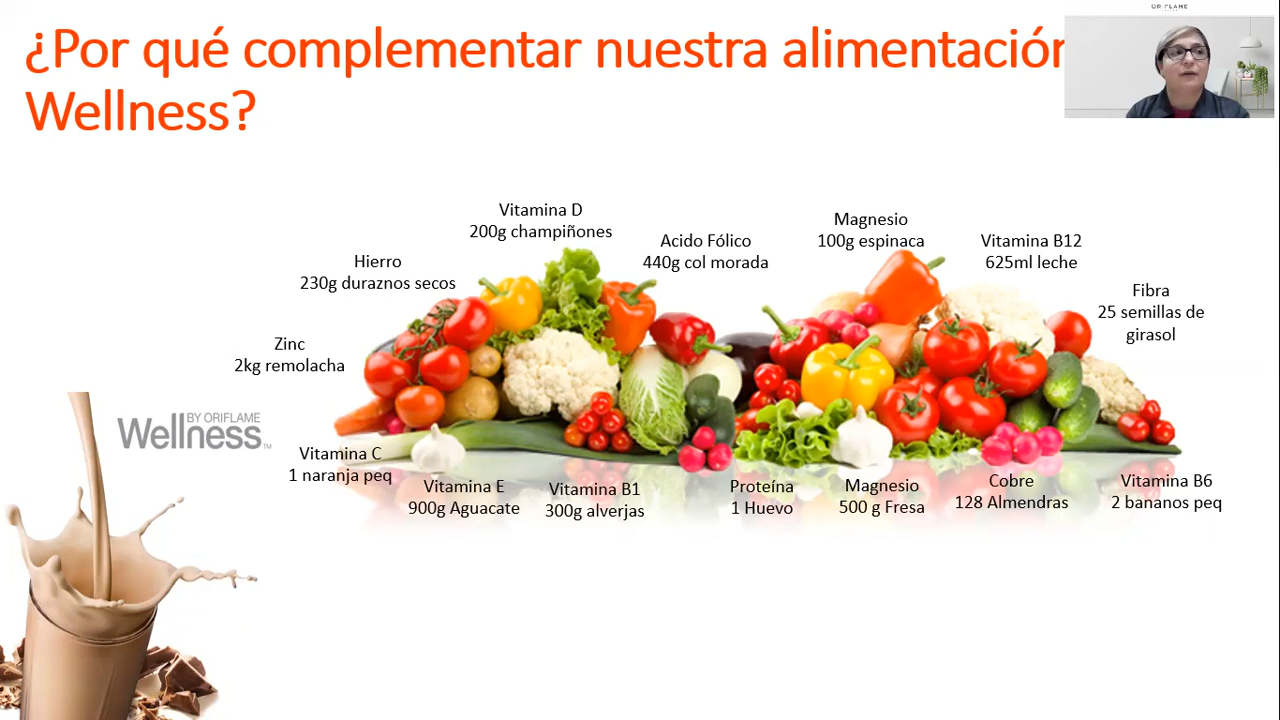 ORIFLAME
¿Por qué complementar nuestra alimentación
Wellness?
Vitamina D
200g champiñones
Acido Fólico
440g col morada
Magnesio
100g espinaca
Vitamina B12
625ml leche
Hierro
230g duraznos secos
Fibra
25 semillas de
girasol
Zinc
2kg remolacha
BY ORIFLAME
Wellness™
Vitamina C
1 naranja peq
Vitamina E
900g Aguacate
Vitamina B1
300g alverjas
Proteína
1 Huevo
Magnesio
500 g Fresa
Cobre
128 Almendras
Vitamina B6
2 bananos peq